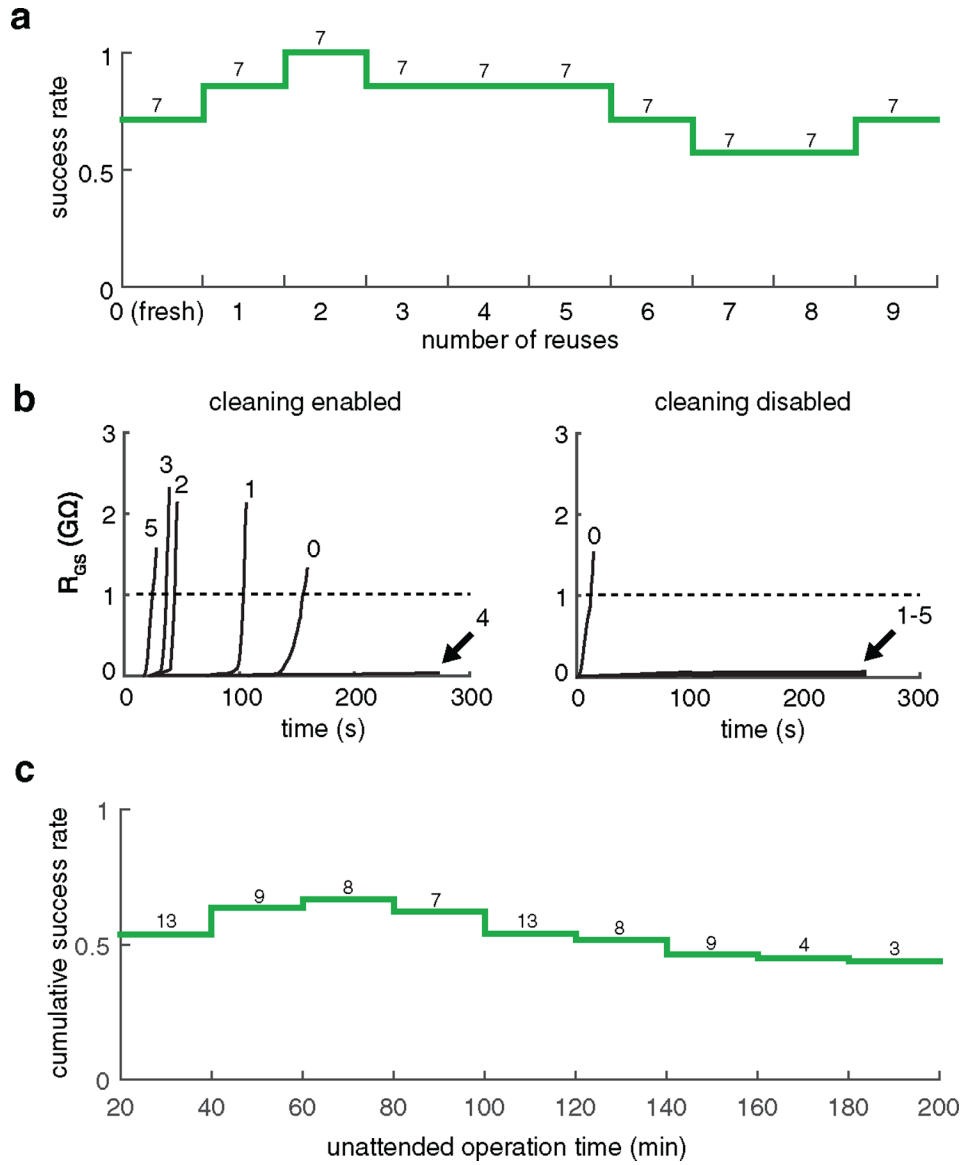 a
success rate
1
0.5
0
7 7 7 7 7 7 7 7 7 7
0 (fresh) 1 2 3 4 5 6 7 8 9
number of reuses
b
cleaning enabled
R_GS (GΩ)
3
2
1
0
5 3 2 1 0 4
0 100 200 300
time (s)
cleaning disabled
3
2
1
0
0 1-5
0 100 200 300
time (s)
c
cumulative success rate
1
0.5
0
13 9 8 7 13 8 9 4 3
20 40 60 80 100 120 140 160 180 200
unattended operation time (min)